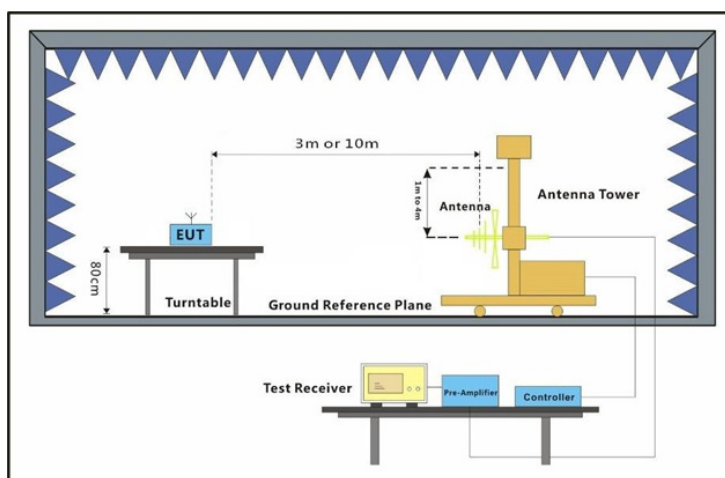 3m or 10m
1m to 4m
Antenna
Antenna Tower
EUT
80cm
Turntable
Ground Reference Plane
Test Receiver
Pre-Amplifier
Controller